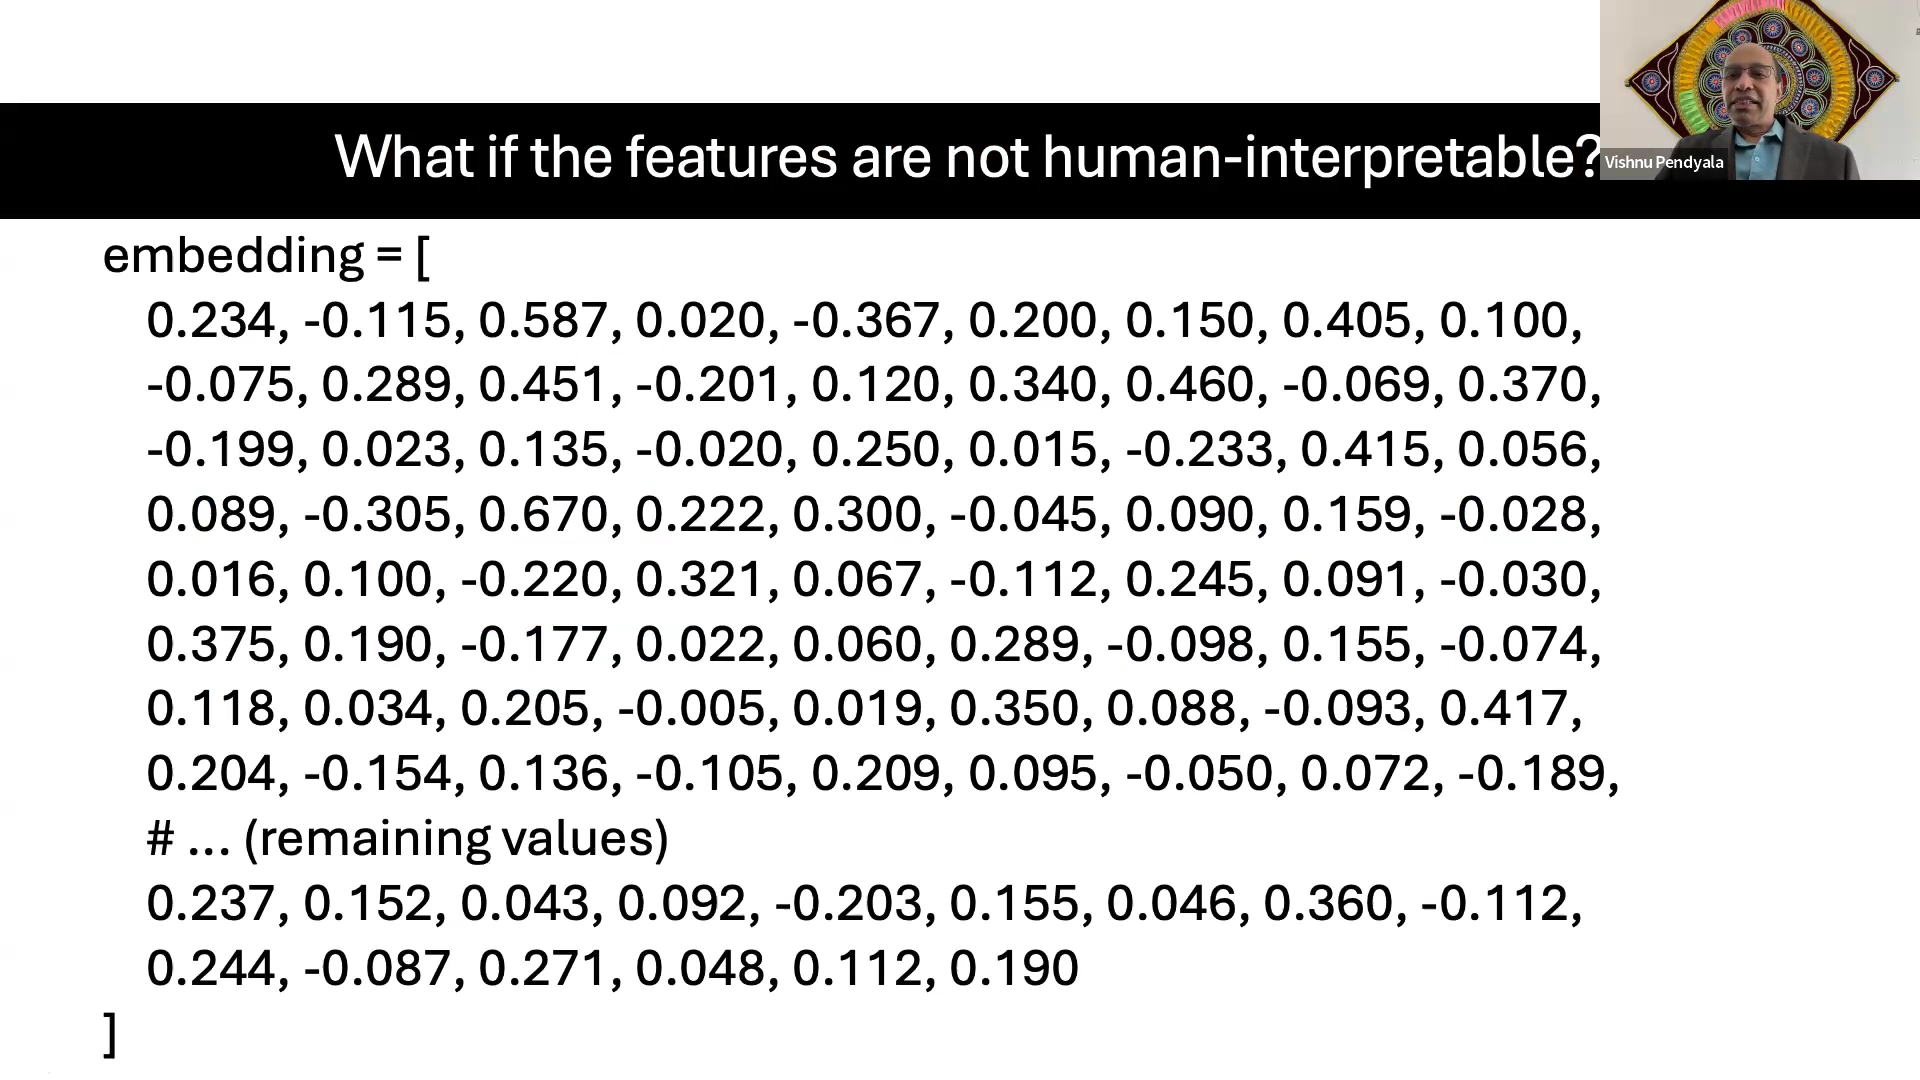 What if the features are not human-interpretable?
Vishnu Pendyala
embedding = [
0.234, -0.115, 0.587, 0.020, -0.367, 0.200, 0.150, 0.405, 0.100,
-0.075, 0.289, 0.451, -0.201, 0.120, 0.340, 0.460, -0.069, 0.370,
-0.199, 0.023, 0.135, -0.020, 0.250, 0.015, -0.233, 0.415, 0.056,
0.089, -0.305, 0.670, 0.222, 0.300, -0.045, 0.090, 0.159, -0.028,
0.016, 0.100, -0.220, 0.321, 0.067, -0.112, 0.245, 0.091, -0.030,
0.375, 0.190, -0.177, 0.022, 0.060, 0.289, -0.098, 0.155, -0.074,
0.118, 0.034, 0.205, -0.005, 0.019, 0.350, 0.088, -0.093, 0.417,
0.204, -0.154, 0.136, -0.105, 0.209, 0.095, -0.050, 0.072, -0.189,
# ... (remaining values)
0.237, 0.152, 0.043, 0.092, -0.203, 0.155, 0.046, 0.360, -0.112,
0.244, -0.087, 0.271, 0.048, 0.112, 0.190
]